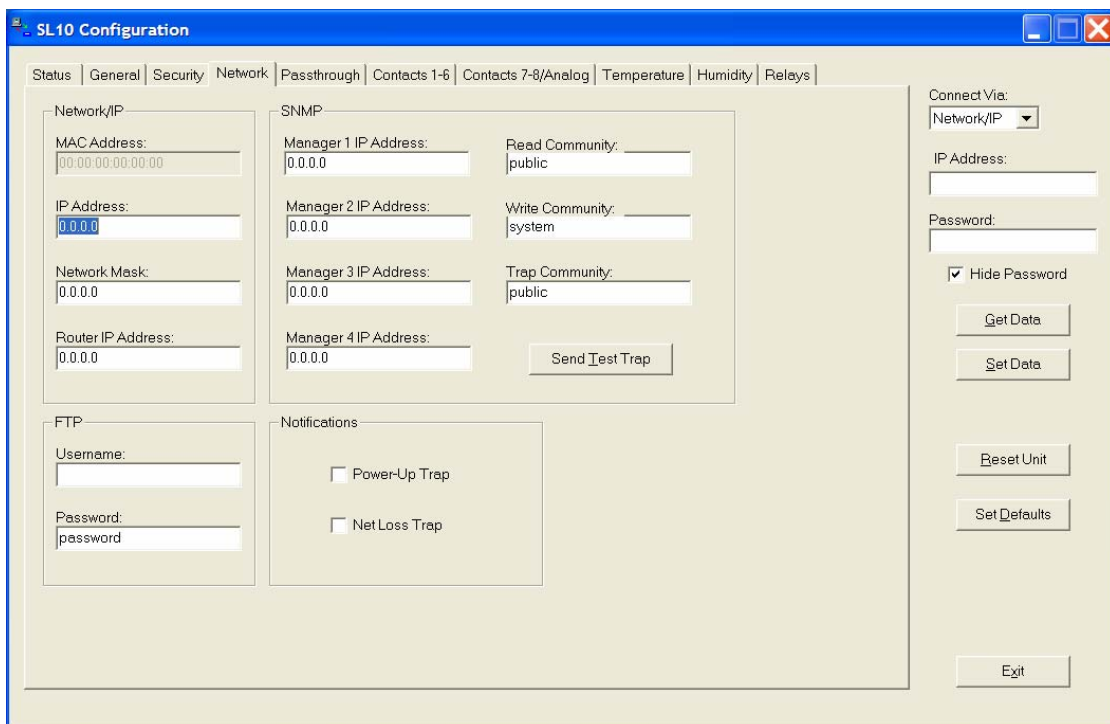 SL10 Configuration
Status General Security Network Passthrough Contacts 1-6 Contacts 7-8/Analog Temperature Humidity Relays
Network/IP
MAC Address:
00:00:00:00:00:00
IP Address:
0.0.0.0
Network Mask:
0.0.0.0
Router IP Address:
0.0.0.0
SNMP
Manager 1 IP Address:
0.0.0.0
Manager 2 IP Address:
0.0.0.0
Manager 3 IP Address:
0.0.0.0
Manager 4 IP Address:
0.0.0.0
Read Community:
public
Write Community:
system
Trap Community:
public
Send Test Trap
FTP
Username:
Password:
password
Notifications
Power-Up Trap
Net Loss Trap
Connect Via:
Network/IP
IP Address:
Password:
Hide Password
Get Data
Set Data
Reset Unit
Set Defaults
Exit